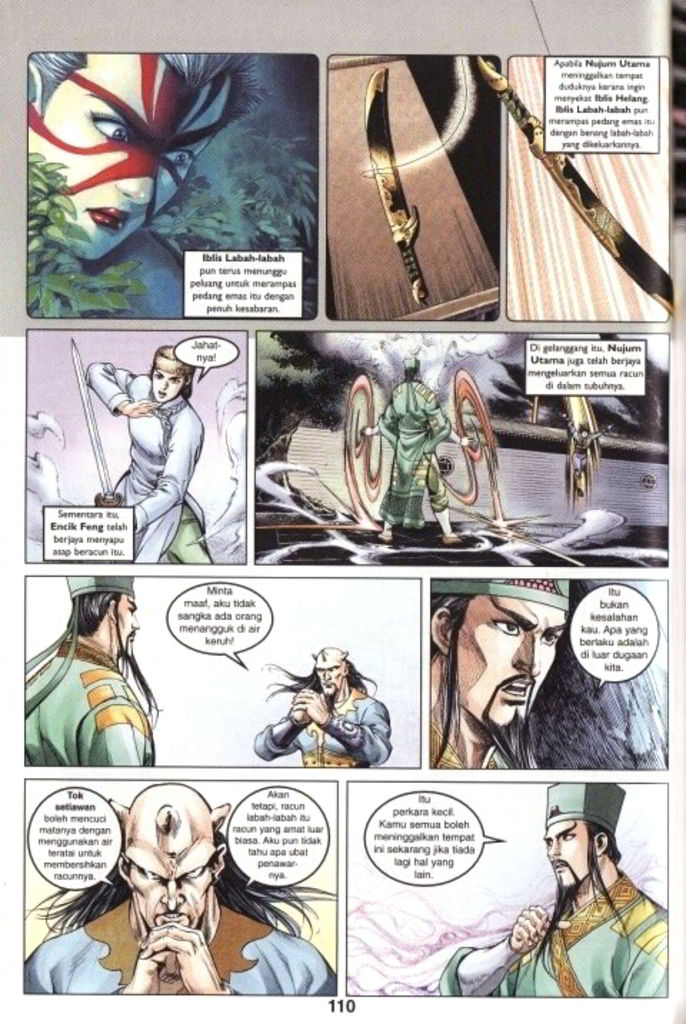 Iblis Labah-labah
pun terus menunggu
peluang untuk merampas
pedang emas itu dengan
penuh kesabaran.
Apabila Nujum Utama
meninggalkan tempat
duduknya kerana ingin
menyekat Iblis Helang,
Iblis Labah-labah pun
merampas pedang emas itu
dengan benang labah-labah
yang dikeluarkannya.
Jahat-
nya!
Sementara itu,
Encik Feng telah
berjaya menyapu
asap beracun itu.
Di gelanggang itu, Nujum
Utama juga telah berjaya
mengeluarkan semua racun
di dalam tubuhnya.
Minta
maaf, aku tidak
sangka ada orang
menangguk di air
keruh!
Itu
bukan
kesalahan
kau. Apa yang
berlaku adalah
di luar dugaan
kita.
Tok
setiawan
boleh mencuci
matanya dengan
menggunakan air
teratai untuk
membersihkan
racunnya.
Akan
tetapi, racun
labah-labah itu
racun yang amat luar
biasa. Aku pun tidak
tahu apa ubat
penawar-
nya.
Itu
perkara kecil.
Kamu semua boleh
meninggalkan tempat
ini sekarang jika tiada
lagi hal yang
lain.
110